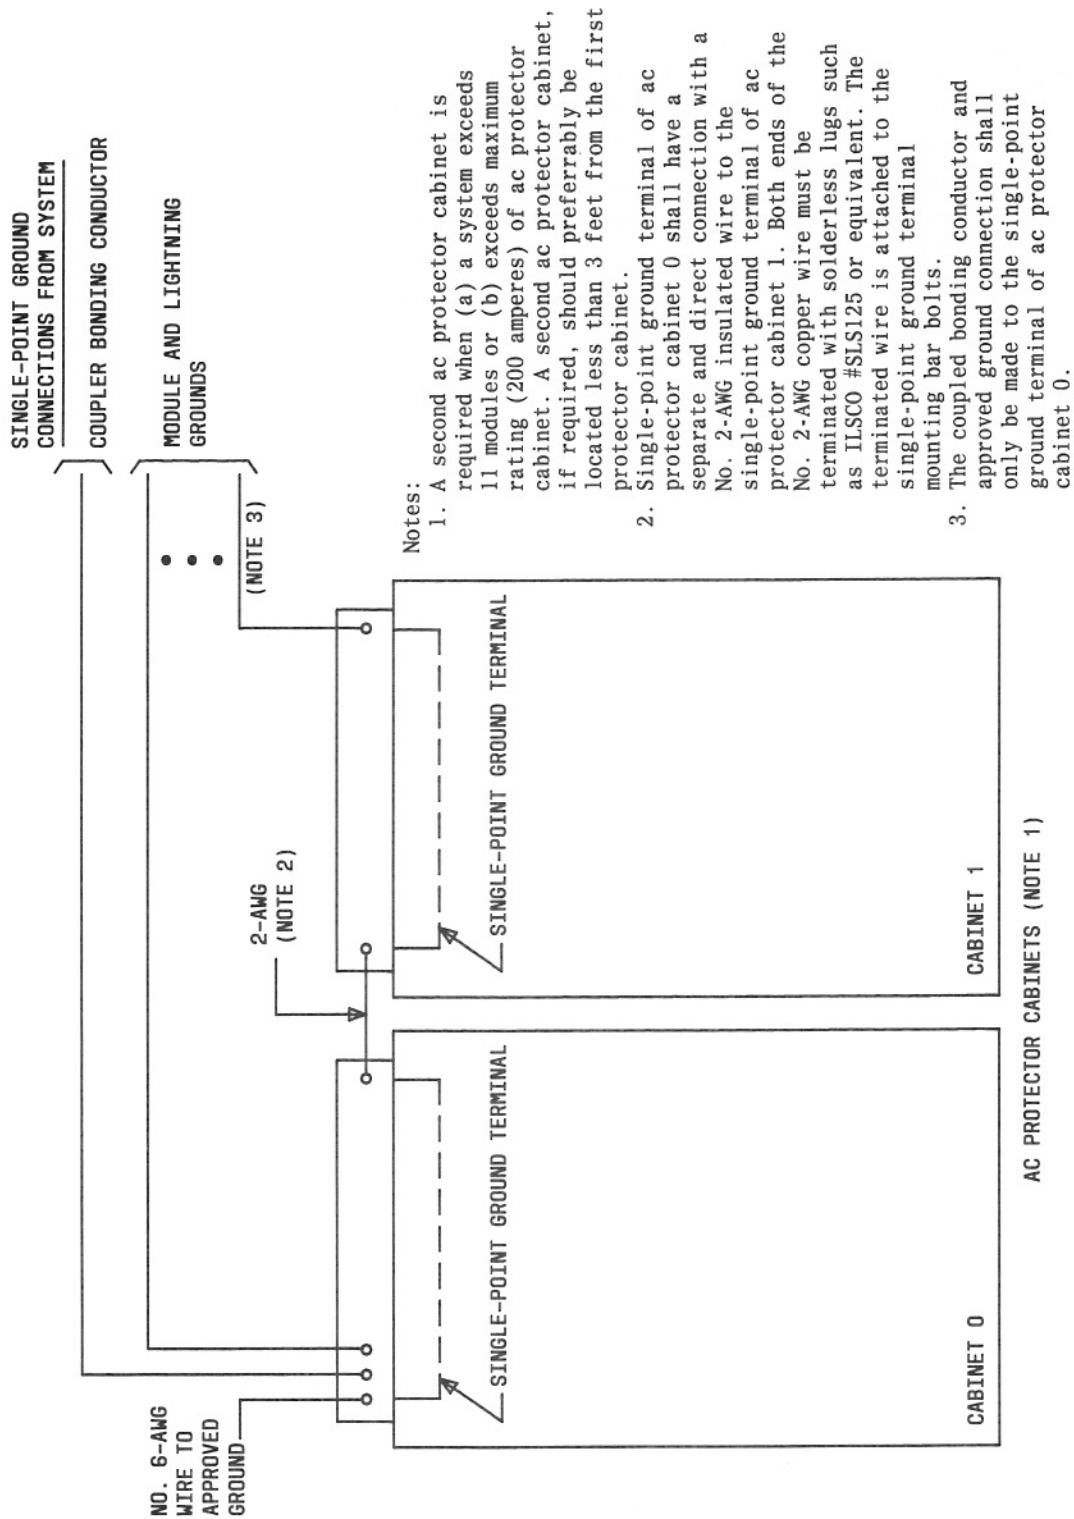 SINGLE-POINT GROUND
CONNECTIONS FROM SYSTEM
COUPLER BONDING CONDUCTOR
MODULE AND LIGHTNING
GROUNDS
(NOTE 3)
NO. 6-AWG
WIRE TO
APPROVED
GROUND
2-AWG
(NOTE 2)
SINGLE-POINT GROUND TERMINAL
SINGLE-POINT GROUND TERMINAL
CABINET 0
CABINET 1
AC PROTECTOR CABINETS (NOTE 1)
Notes:
1. A second ac protector cabinet is
required when (a) a system exceeds
11 modules or (b) exceeds maximum
rating (200 amperes) of ac protector
cabinet. A second ac protector cabinet,
if required, should preferrably be
located less than 3 feet from the first
protector cabinet.
2. Single-point ground terminal of ac
protector cabinet 0 shall have a
separate and direct connection with a
No. 2-AWG insulated wire to the
single-point ground terminal of ac
protector cabinet 1. Both ends of the
No. 2-AWG copper wire must be
terminated with solderless lugs such
as ILSCO #SLS125 or equivalent. The
terminated wire is attached to the
single-point ground terminal
mounting bar bolts.
3. The coupled bonding conductor and
approved ground connection shall
only be made to the single-point
ground terminal of ac protector
cabinet 0.